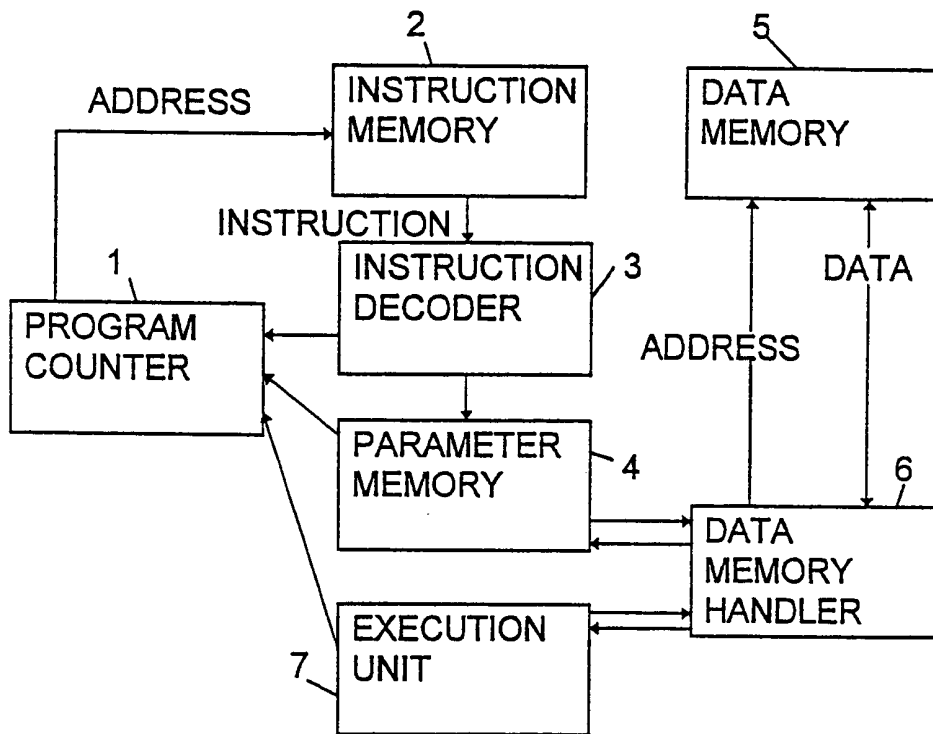 2
5
INSTRUCTION
MEMORY
DATA
MEMORY
ADDRESS
INSTRUCTION
1
INSTRUCTION
DECODER
3
DATA
PROGRAM
COUNTER
ADDRESS
PARAMETER
MEMORY
4
6
DATA
MEMORY
HANDLER
EXECUTION
UNIT
7